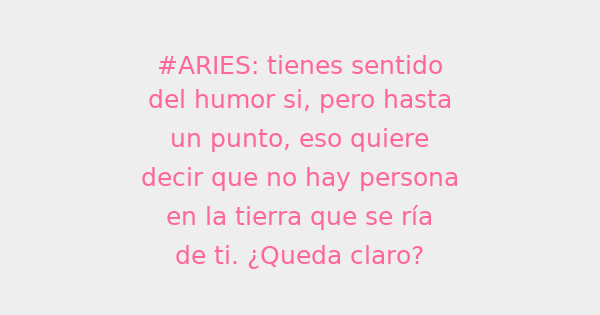 #ARIES: tienes sentido
del humor si, pero hasta
un punto, eso quiere
decir que no hay persona
en la tierra que se ría
de ti. ¿Queda claro?